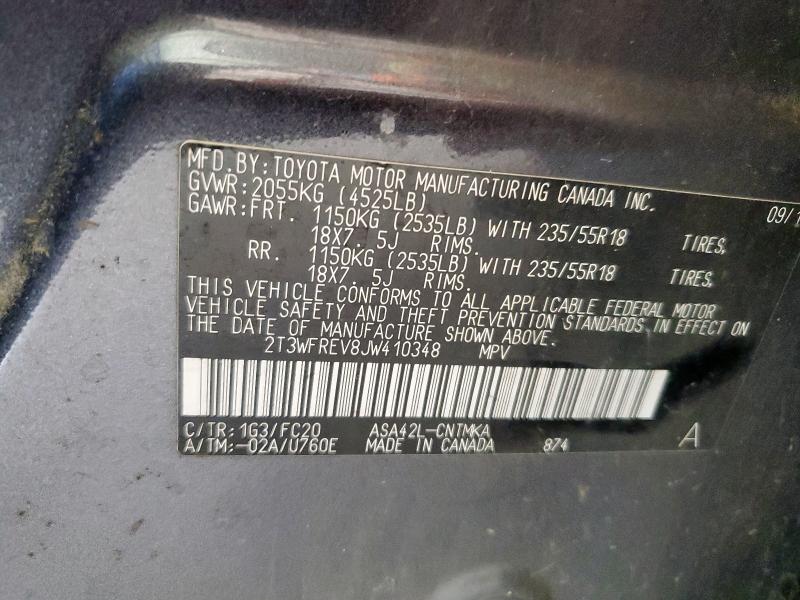 MFD. BY: TOYOTA MOTOR MANUFACTURING CANADA INC.
GVWR: 2055KG (4525LB) 09/1
GAWR: FRT. 1150KG (2535LB) WITH 235/55R18 TIRES,
18X7. 5J RIMS.
RR. 1150KG (2535LB) WITH 235/55R18 TIRES,
18X7. 5J RIMS.
THIS VEHICLE CONFORMS TO ALL APPLICABLE FEDERAL MOTOR
VEHICLE SAFETY AND THEFT PREVENTION STANDARDS IN EFFECT ON
THE DATE OF MANUFACTURE SHOWN ABOVE.
2T3WFREV8JW410348 MPV
C/TR: 1G3/FC20 ASA42L-CNTMKA
A/TM: -02A/U760E MADE IN CANADA 874 A